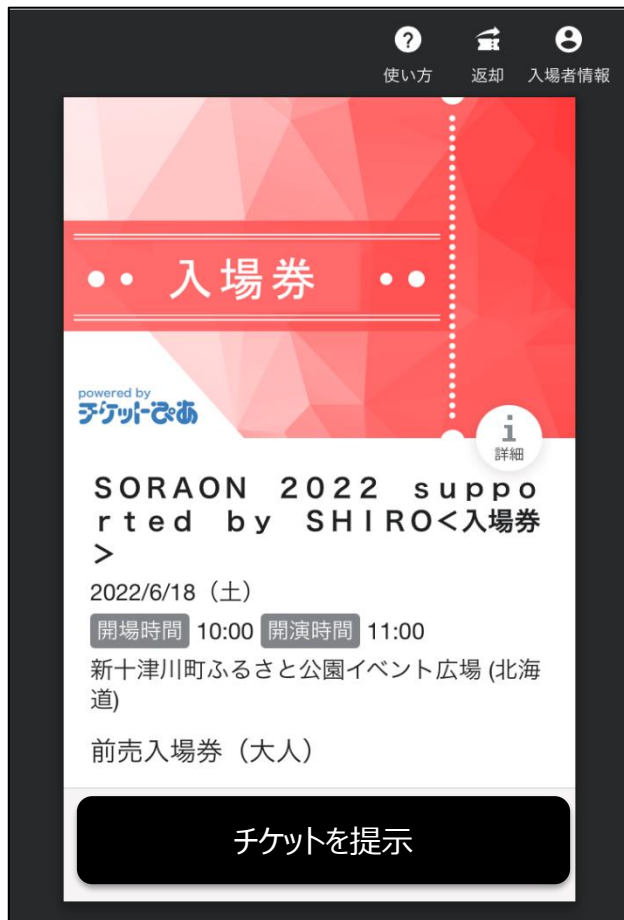 使い方 返却 入場者情報
入場券
powered by
チケットぴあ
i
詳細
ＳＯＲＡＯＮ　２０２２　ｓｕｐｐｏ
ｒｔｅｄ　ｂｙ　ＳＨＩＲＯ<入場券
>
2022/6/18（土）
開場時間 10:00 開演時間 11:00
新十津川町ふるさと公園イベント広場 (北海
道)
前売入場券（大人）
チケットを提示